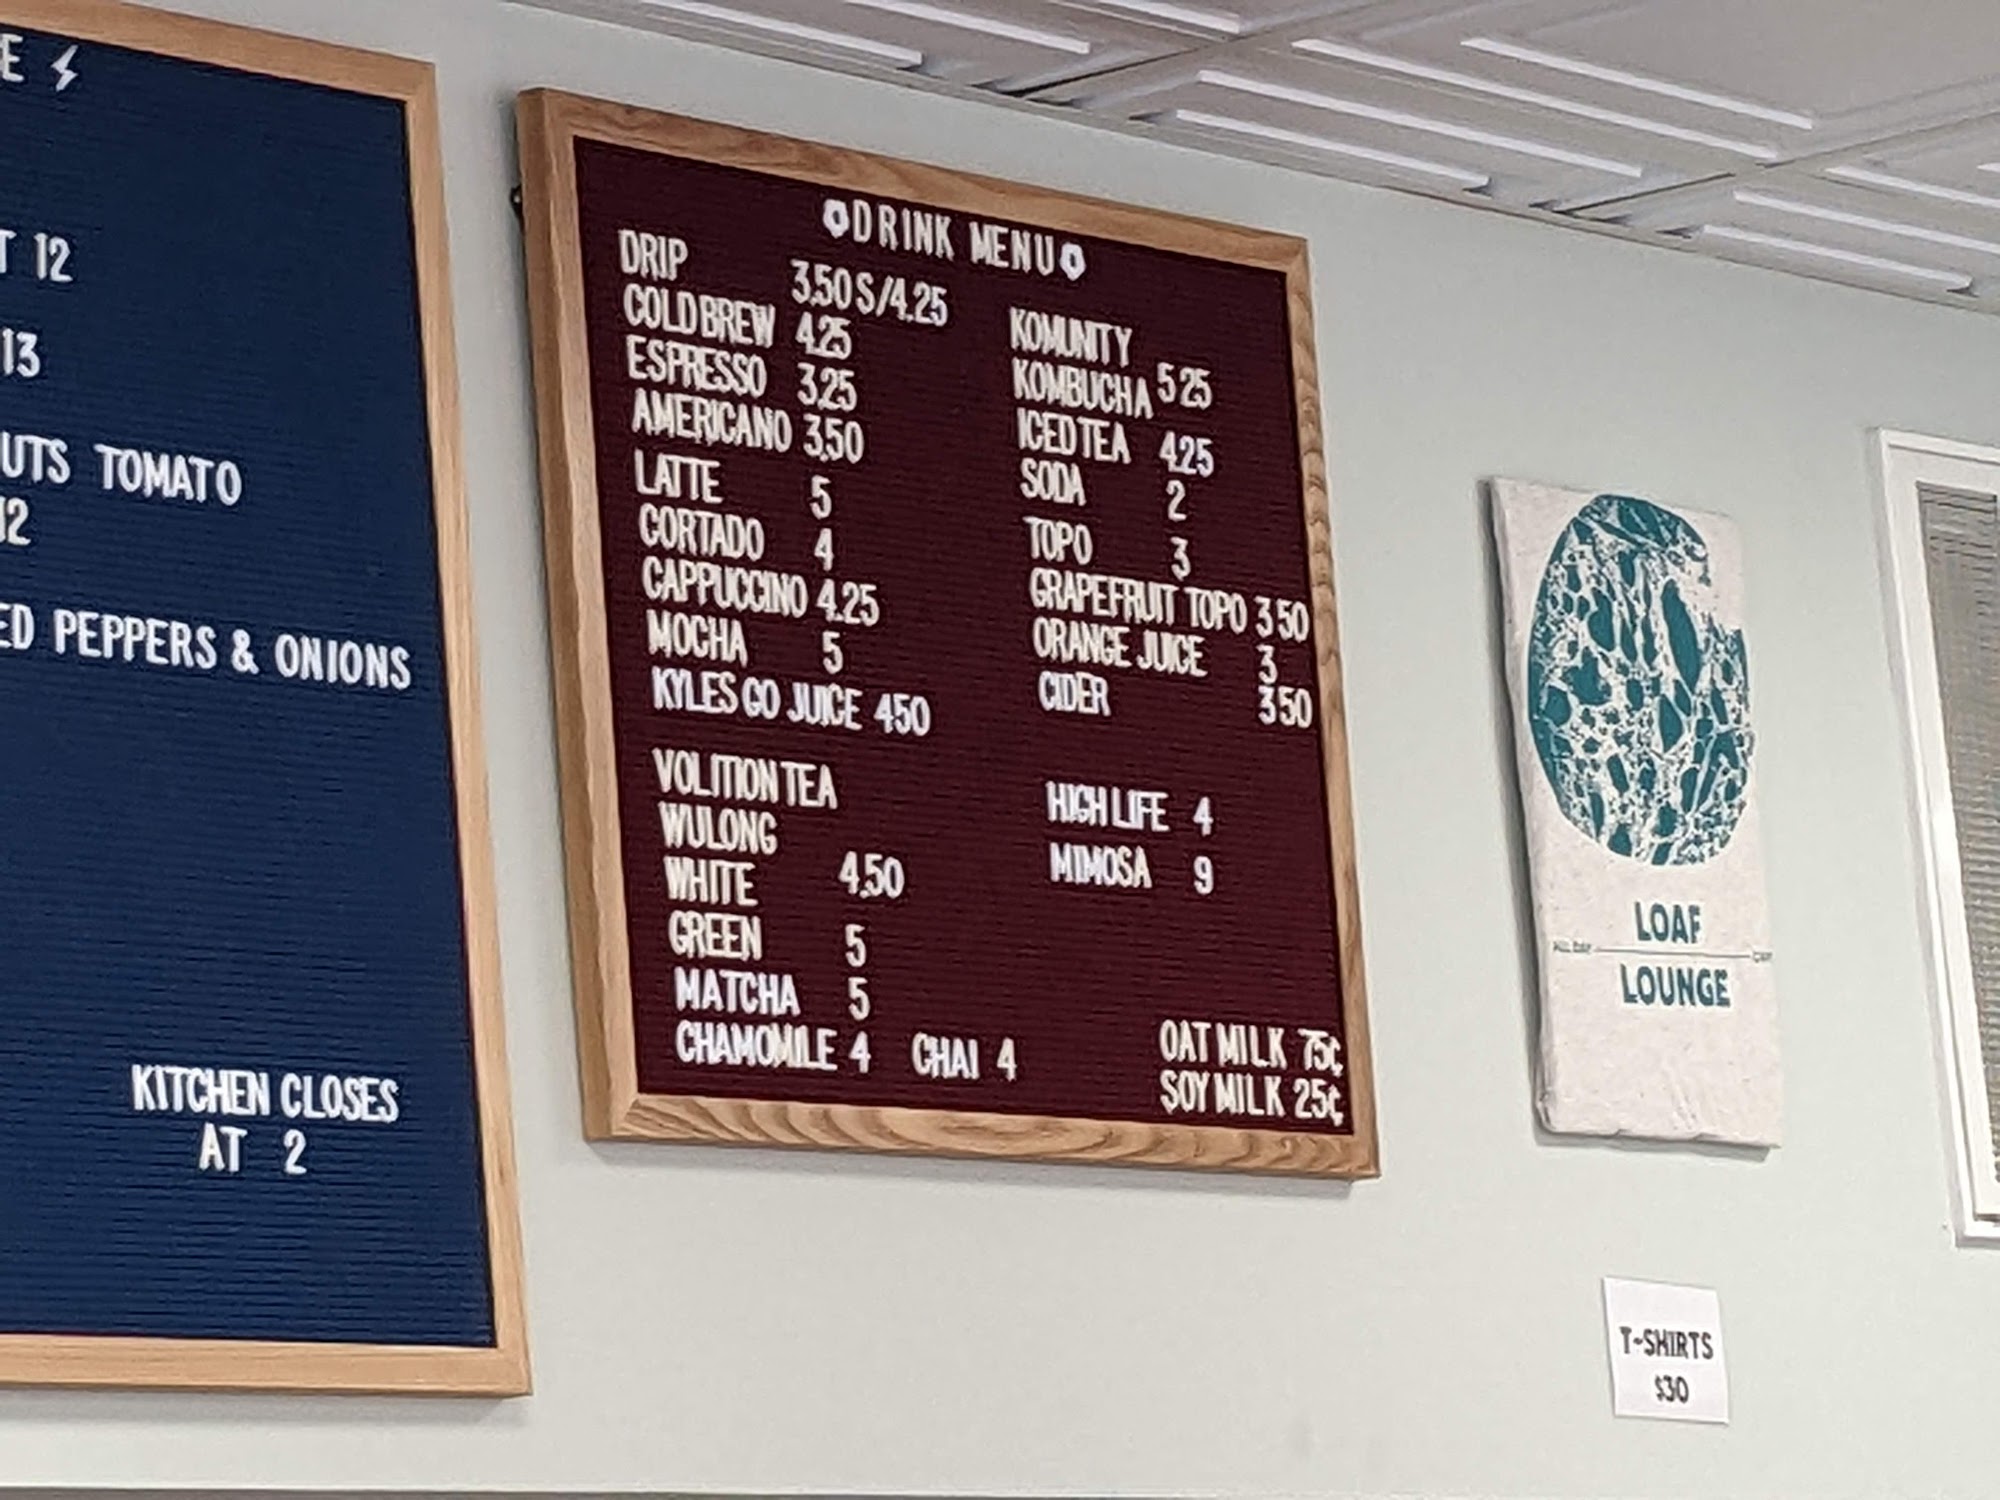 E
T 12
13
UTS TOMATO
12
ED PEPPERS & ONIONS
KITCHEN CLOSES
AT 2
DRINK MENU
DRIP 3.50 S/4.25
COLD BREW 4.25
ESPRESSO 3.25
AMERICANO 3.50
LATTE 5
CORTADO 4
CAPPUCCINO 4.25
MOCHA 5
KYLES GO JUICE 450
VOLITION TEA
WULONG
WHITE 4.50
GREEN 5
MATCHA 5
CHAMOMILE 4 CHAI 4
KOMUNITY
KOMBUCHA 5 25
ICED TEA 4.25
SODA 2
TOPO 3
GRAPEFRUIT TOPO 3 50
ORANGE JUICE 3
CIDER 3 50
HIGH LIFE 4
MIMOSA 9
OAT MILK 75¢
SOY MILK 25¢
LOAF
ALL DAY
LOUNGE
T-SHIRTS
$30